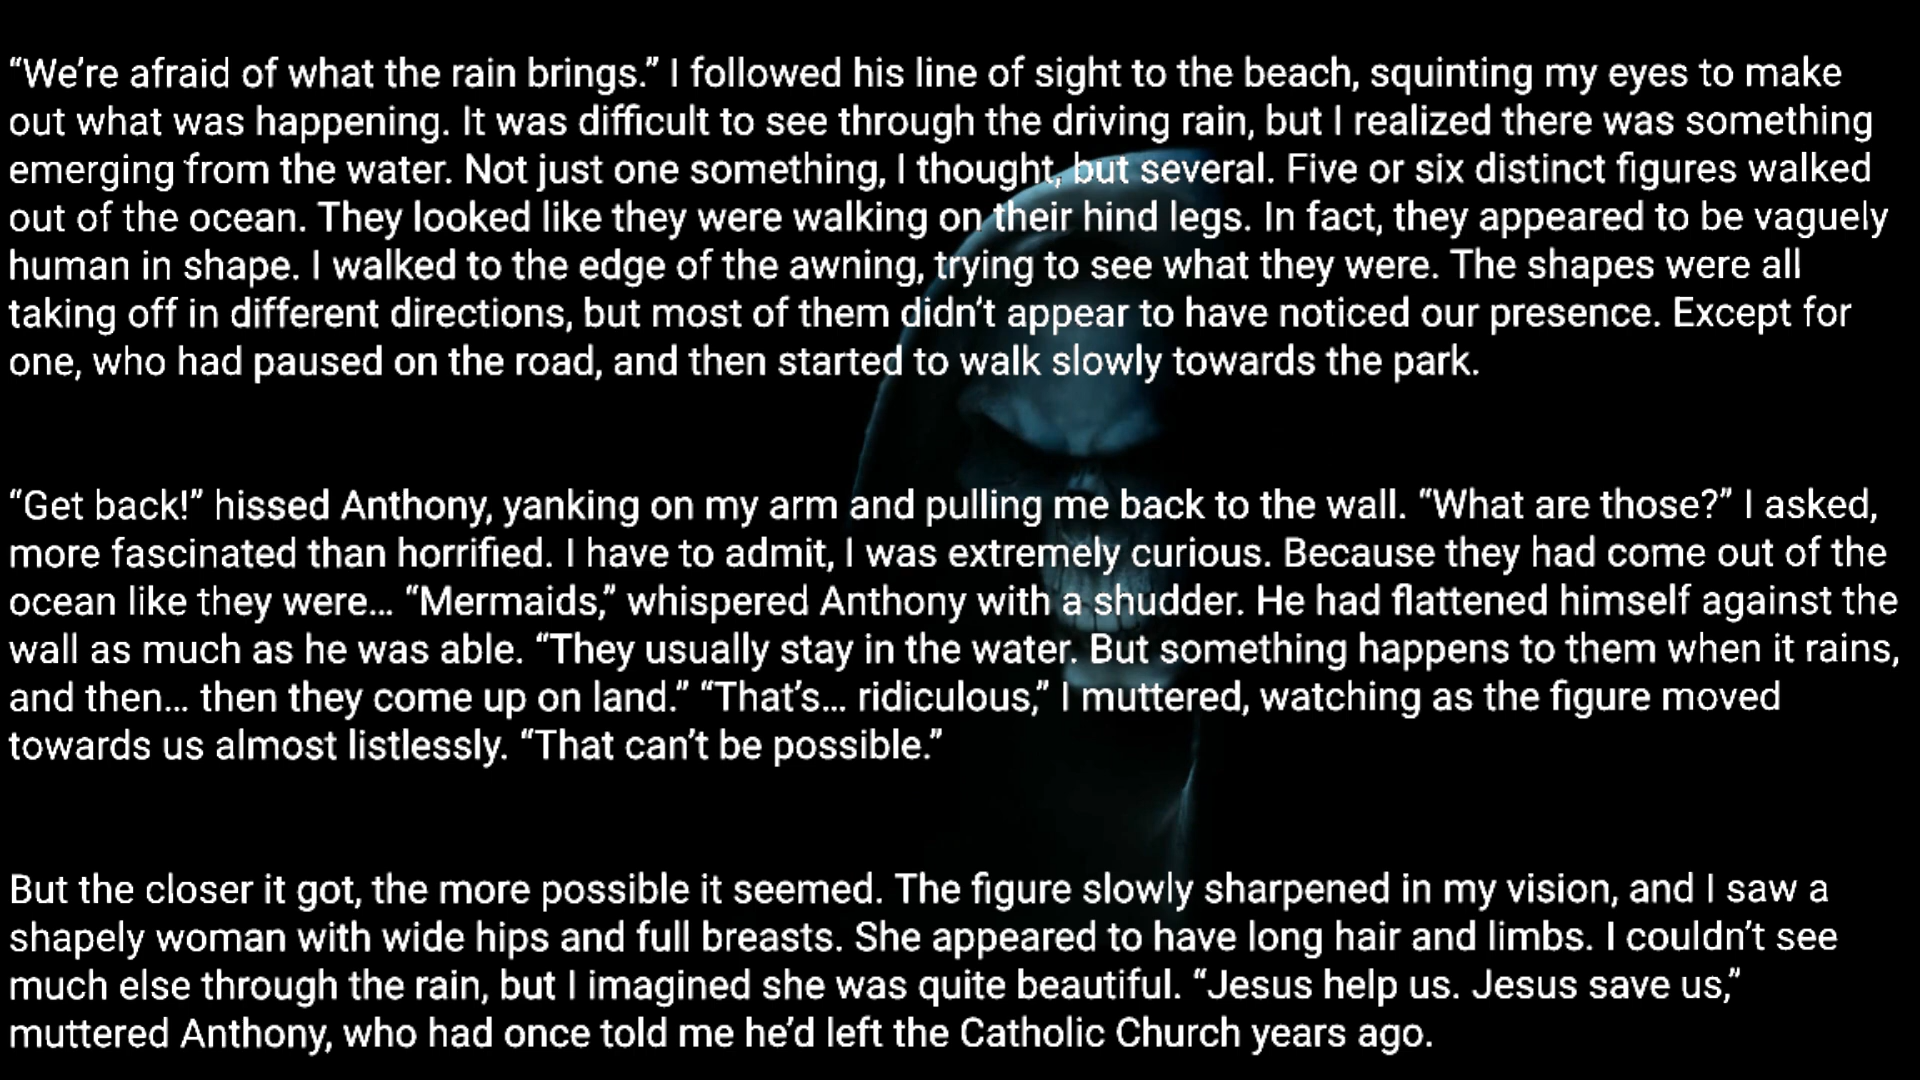 “We’re afraid of what the rain brings.” I followed his line of sight to the beach, squinting my eyes to make
out what was happening. It was difficult to see through the driving rain, but I realized there was something
emerging from the water. Not just one something, I thought, but several. Five or six distinct figures walked
out of the ocean. They looked like they were walking on their hind legs. In fact, they appeared to be vaguely
human in shape. I walked to the edge of the awning, trying to see what they were. The shapes were all
taking off in different directions, but most of them didn’t appear to have noticed our presence. Except for
one, who had paused on the road, and then started to walk slowly towards the park.
“Get back!” hissed Anthony, yanking on my arm and pulling me back to the wall. “What are those?” I asked,
more fascinated than horrified. I have to admit, I was extremely curious. Because they had come out of the
ocean like they were… “Mermaids,” whispered Anthony with a shudder. He had flattened himself against the
wall as much as he was able. “They usually stay in the water. But something happens to them when it rains,
and then… then they come up on land.” “That’s… ridiculous,” I muttered, watching as the figure moved
towards us almost listlessly. “That can’t be possible.”
But the closer it got, the more possible it seemed. The figure slowly sharpened in my vision, and I saw a
shapely woman with wide hips and full breasts. She appeared to have long hair and limbs. I couldn’t see
much else through the rain, but I imagined she was quite beautiful. “Jesus help us. Jesus save us,”
muttered Anthony, who had once told me he’d left the Catholic Church years ago.